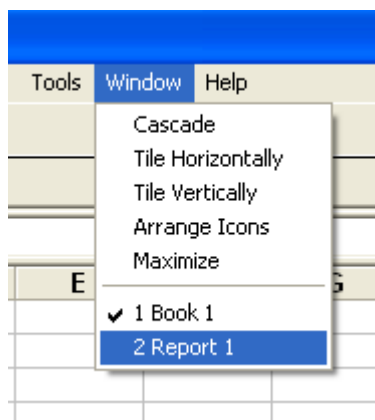 Tools Window Help
Cascade
Tile Horizontally
Tile Vertically
Arrange Icons
Maximize
E G
✓ 1 Book 1
2 Report 1